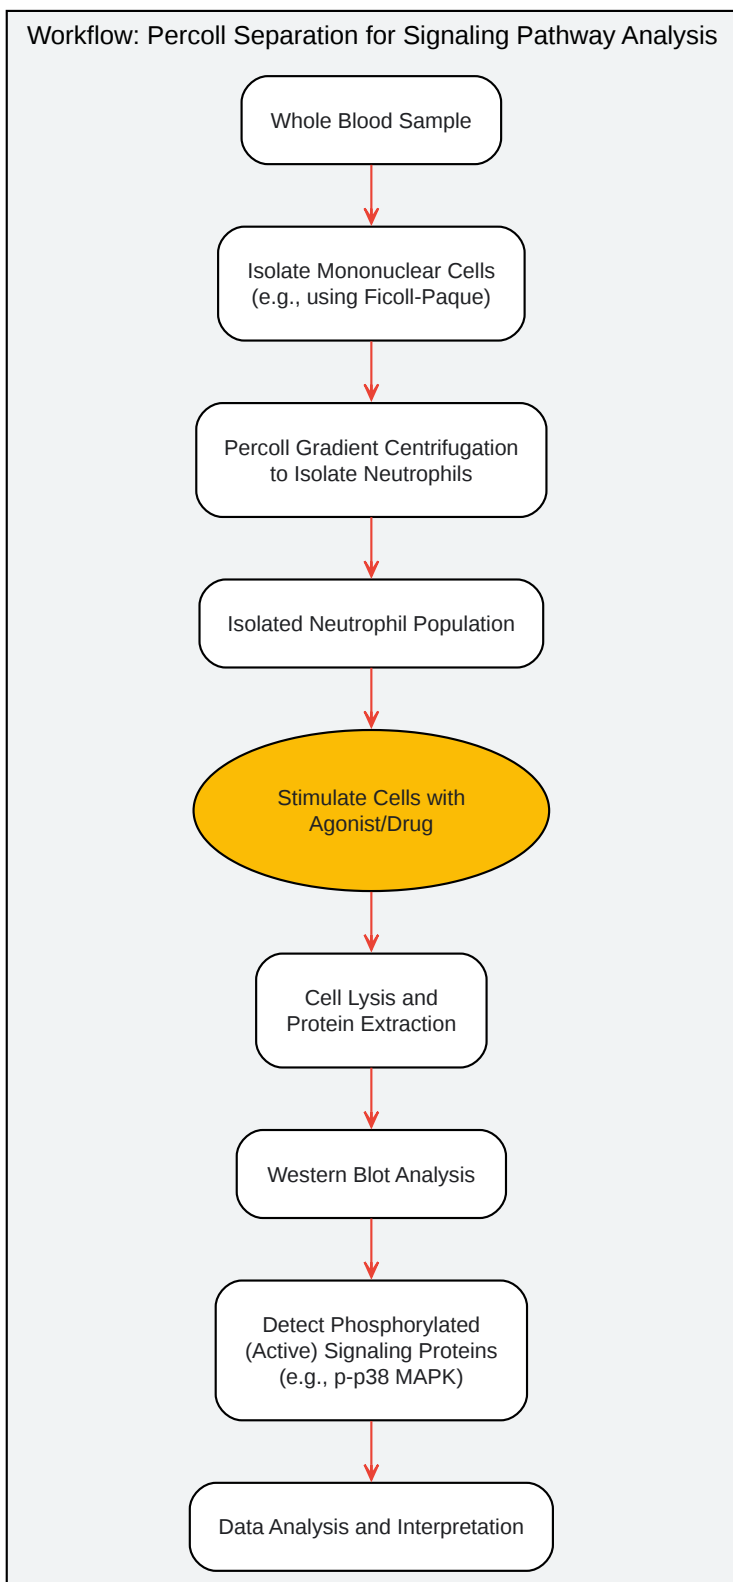 Workflow: Percoll Separation for Signaling Pathway Analysis
Whole Blood Sample
Isolate Mononuclear Cells
(e.g., using Ficoll-Paque)
Percoll Gradient Centrifugation
to Isolate Neutrophils
Isolated Neutrophil Population
Stimulate Cells with
Agonist/Drug
Cell Lysis and
Protein Extraction
Western Blot Analysis
Detect Phosphorylated
(Active) Signaling Proteins
(e.g., p-p38 MAPK)
Data Analysis and Interpretation